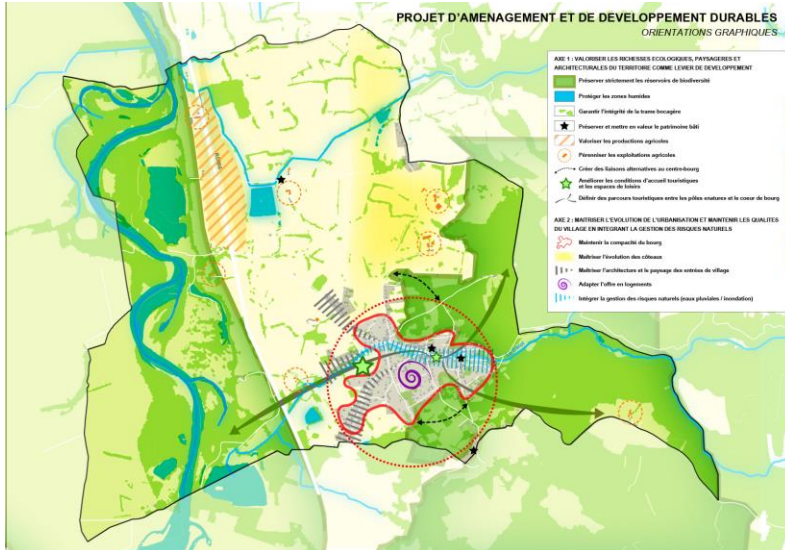 PROJET D'AMENAGEMENT ET DE DEVELOPPEMENT DURABLES
ORIENTATIONS GRAPHIQUES
AXE 1 : VALORISER LES RICHESSES ECOLOGIQUES, PAYSAGERES ET
ARCHITECTURALES DU TERRITOIRE COMME LEVIER DE DEVELOPPEMENT
Préserver strictement les réservoirs de biodiversité
Protéger les zones humides
Garantir l'intégrité de la trame bocagère
Préserver et mettre en valeur le patrimoine bâti
Valoriser les productions agricoles
Pérenniser les exploitations agricoles
Créer des liaisons alternatives au centre-bourg
Améliorer les conditions d'accueil touristiques
et les espaces de loisirs
Définir des parcours touristiques entre les pôles enatures et le coeur de bourg
AXE 2 : MAITRISER L'EVOLUTION DE L'URBANISATION ET MAINTENIR LES QUALITES
DU VILLAGE EN INTEGRANT LA GESTION DES RISQUES NATURELS
Maintenir la compacité du bourg
Maîtriser l'évolution des côteaux
Maîtriser l'architecture et le paysage des entrées de village
Adapter l'offre en logements
Intégrer la gestion des risques naturels (eaux pluviales / inondation)